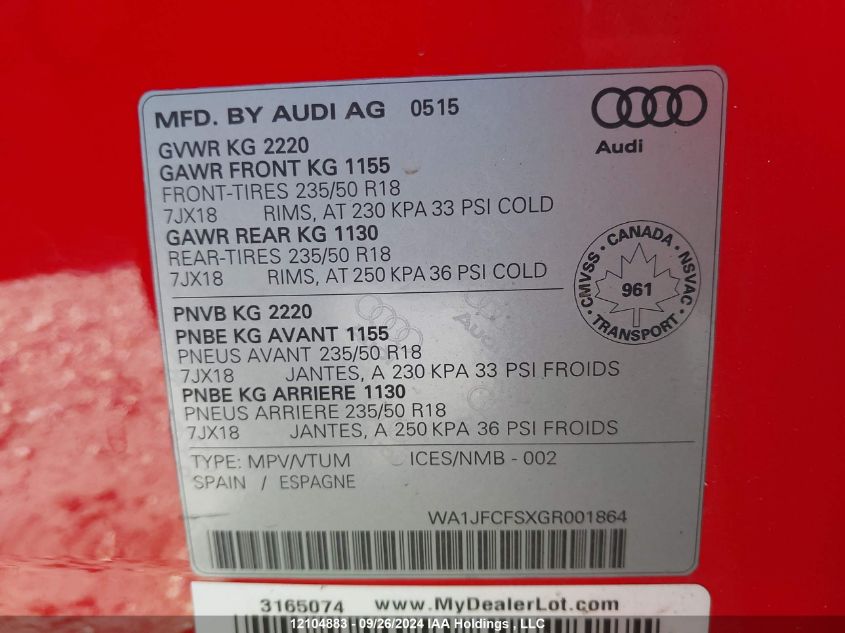 MFD. BY AUDI AG 0515
Audi
GVWR KG 2220
GAWR FRONT KG 1155
FRONT-TIRES 235/50 R18
7JX18 RIMS, AT 230 KPA 33 PSI COLD
GAWR REAR KG 1130
REAR-TIRES 235/50 R18
7JX18 RIMS, AT 250 KPA 36 PSI COLD
CANADA
CMVSS
NSVAC
961
TRANSPORT
PNVB KG 2220
PNBE KG AVANT 1155
PNEUS AVANT 235/50 R18
7JX18 JANTES, A 230 KPA 33 PSI FROIDS
PNBE KG ARRIERE 1130
PNEUS ARRIERE 235/50 R18
7JX18 JANTES, A 250 KPA 36 PSI FROIDS
Audi
TYPE: MPV/VTUM ICES/NMB - 002
SPAIN / ESPAGNE
WA1JFCFSXGR001864
3165074 www.MyDealerLot.com
12104883 - 09/26/2024 IAA Holdings, LLC